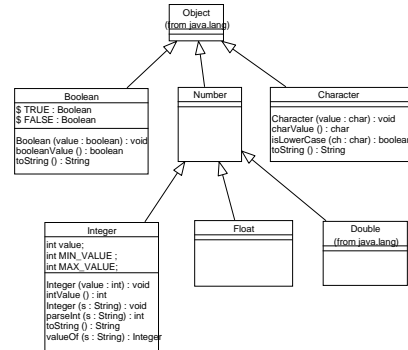 Object
(from java.lang)
Boolean
$ TRUE : Boolean
$ FALSE : Boolean
Boolean (value : boolean) : void
booleanValue () : boolean
toString () : String
Number
Character
Character (value : char) : void
charValue () : char
isLowerCase (ch : char) : boolean
toString () : String
Integer
int value;
int MIN_VALUE ;
int MAX_VALUE;
Integer (value : int) : void
intValue () : int
Integer (s : String) : void
parseInt (s : String) : int
toString () : String
valueOf (s : String) : Integer
Float
Double
(from java.lang)